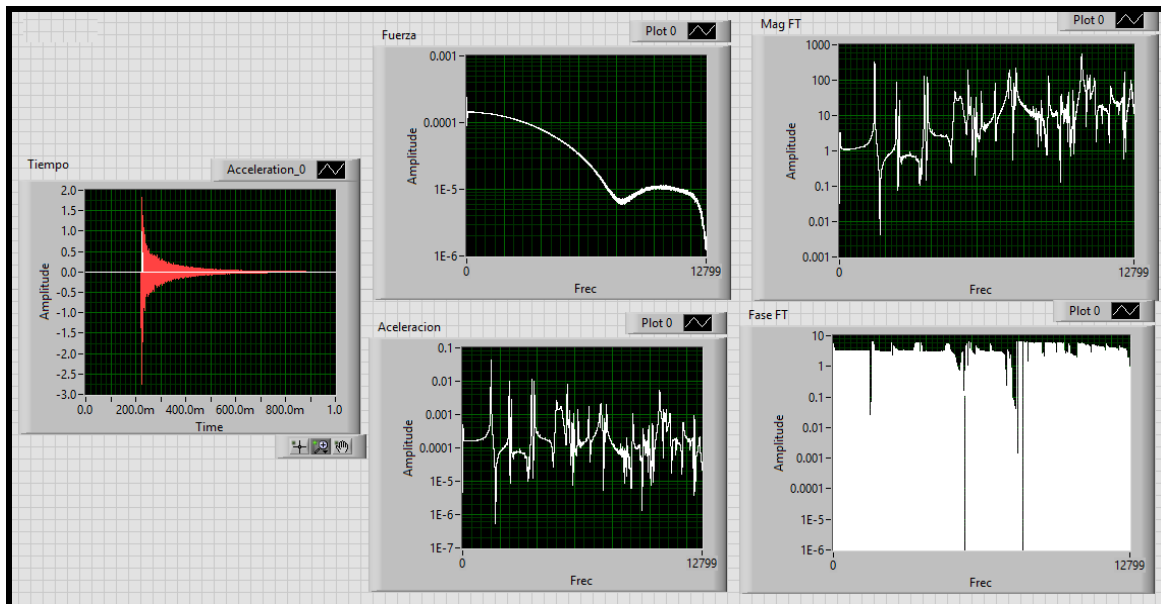 Tiempo
Acceleration_0
Amplitude
2.0
1.5
1.0
0.5
0.0
-0.5
-1.0
-1.5
-2.0
-2.5
-3.0
0.0
200.0m
400.0m
600.0m
800.0m
1.0
Time
Fuerza
Plot 0
Amplitude
0.001
0.0001
1E-5
1E-6
0
12799
Frec
Aceleracion
Plot 0
Amplitude
0.1
0.01
0.001
0.0001
1E-5
1E-6
1E-7
0
12799
Frec
Mag FT
Plot 0
Amplitude
1000
100
10
1
0.1
0.01
0.001
0
12799
Frec
Fase FT
Plot 0
Amplitude
10
1
0.1
0.01
0.001
0.0001
1E-5
1E-6
0
12799
Frec